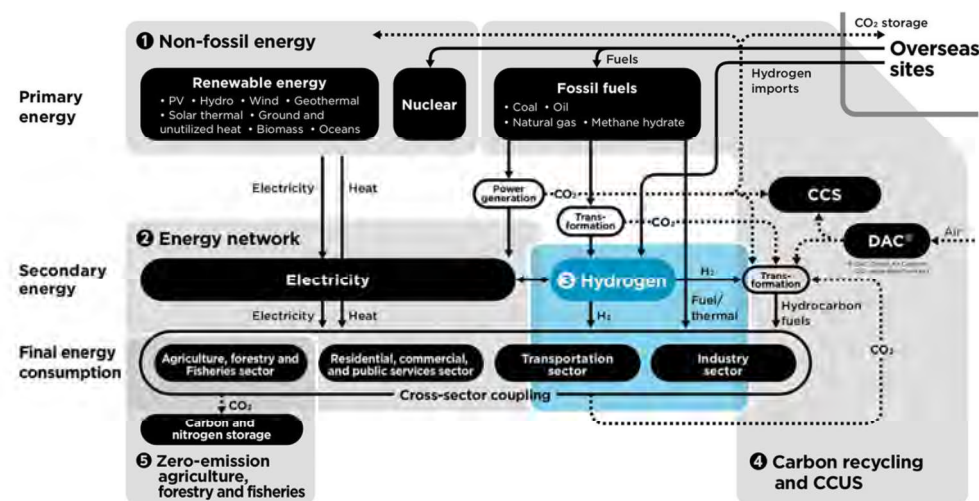 CO₂ storage
❶ Non-fossil energy
Overseas
sites
Fuels
Hydrogen
imports
Primary
energy
Renewable energy
• PV • Hydro • Wind • Geothermal
• Solar thermal • Ground and
unutilized heat • Biomass • Oceans
Nuclear
Fossil fuels
• Coal • Oil
• Natural gas • Methane hydrate
Electricity
Heat
Power
generation
CO₂
CCS
Trans-
formation
CO₂
DAC
Air
❷ Energy network
Secondary
energy
Electricity
❸ Hydrogen
H₂
Trans-
formation
Electricity
Heat
H₂
Fuel/
thermal
Hydrocarbon
fuels
Final energy
consumption
Agriculture, forestry and
Fisheries sector
Residential, commercial,
and public services sector
Transportation
sector
Industry
sector
CO₂
Cross-sector coupling
CO₂
Carbon and
nitrogen storage
❺ Zero-emission
agriculture,
forestry and fisheries
❹ Carbon recycling
and CCUS